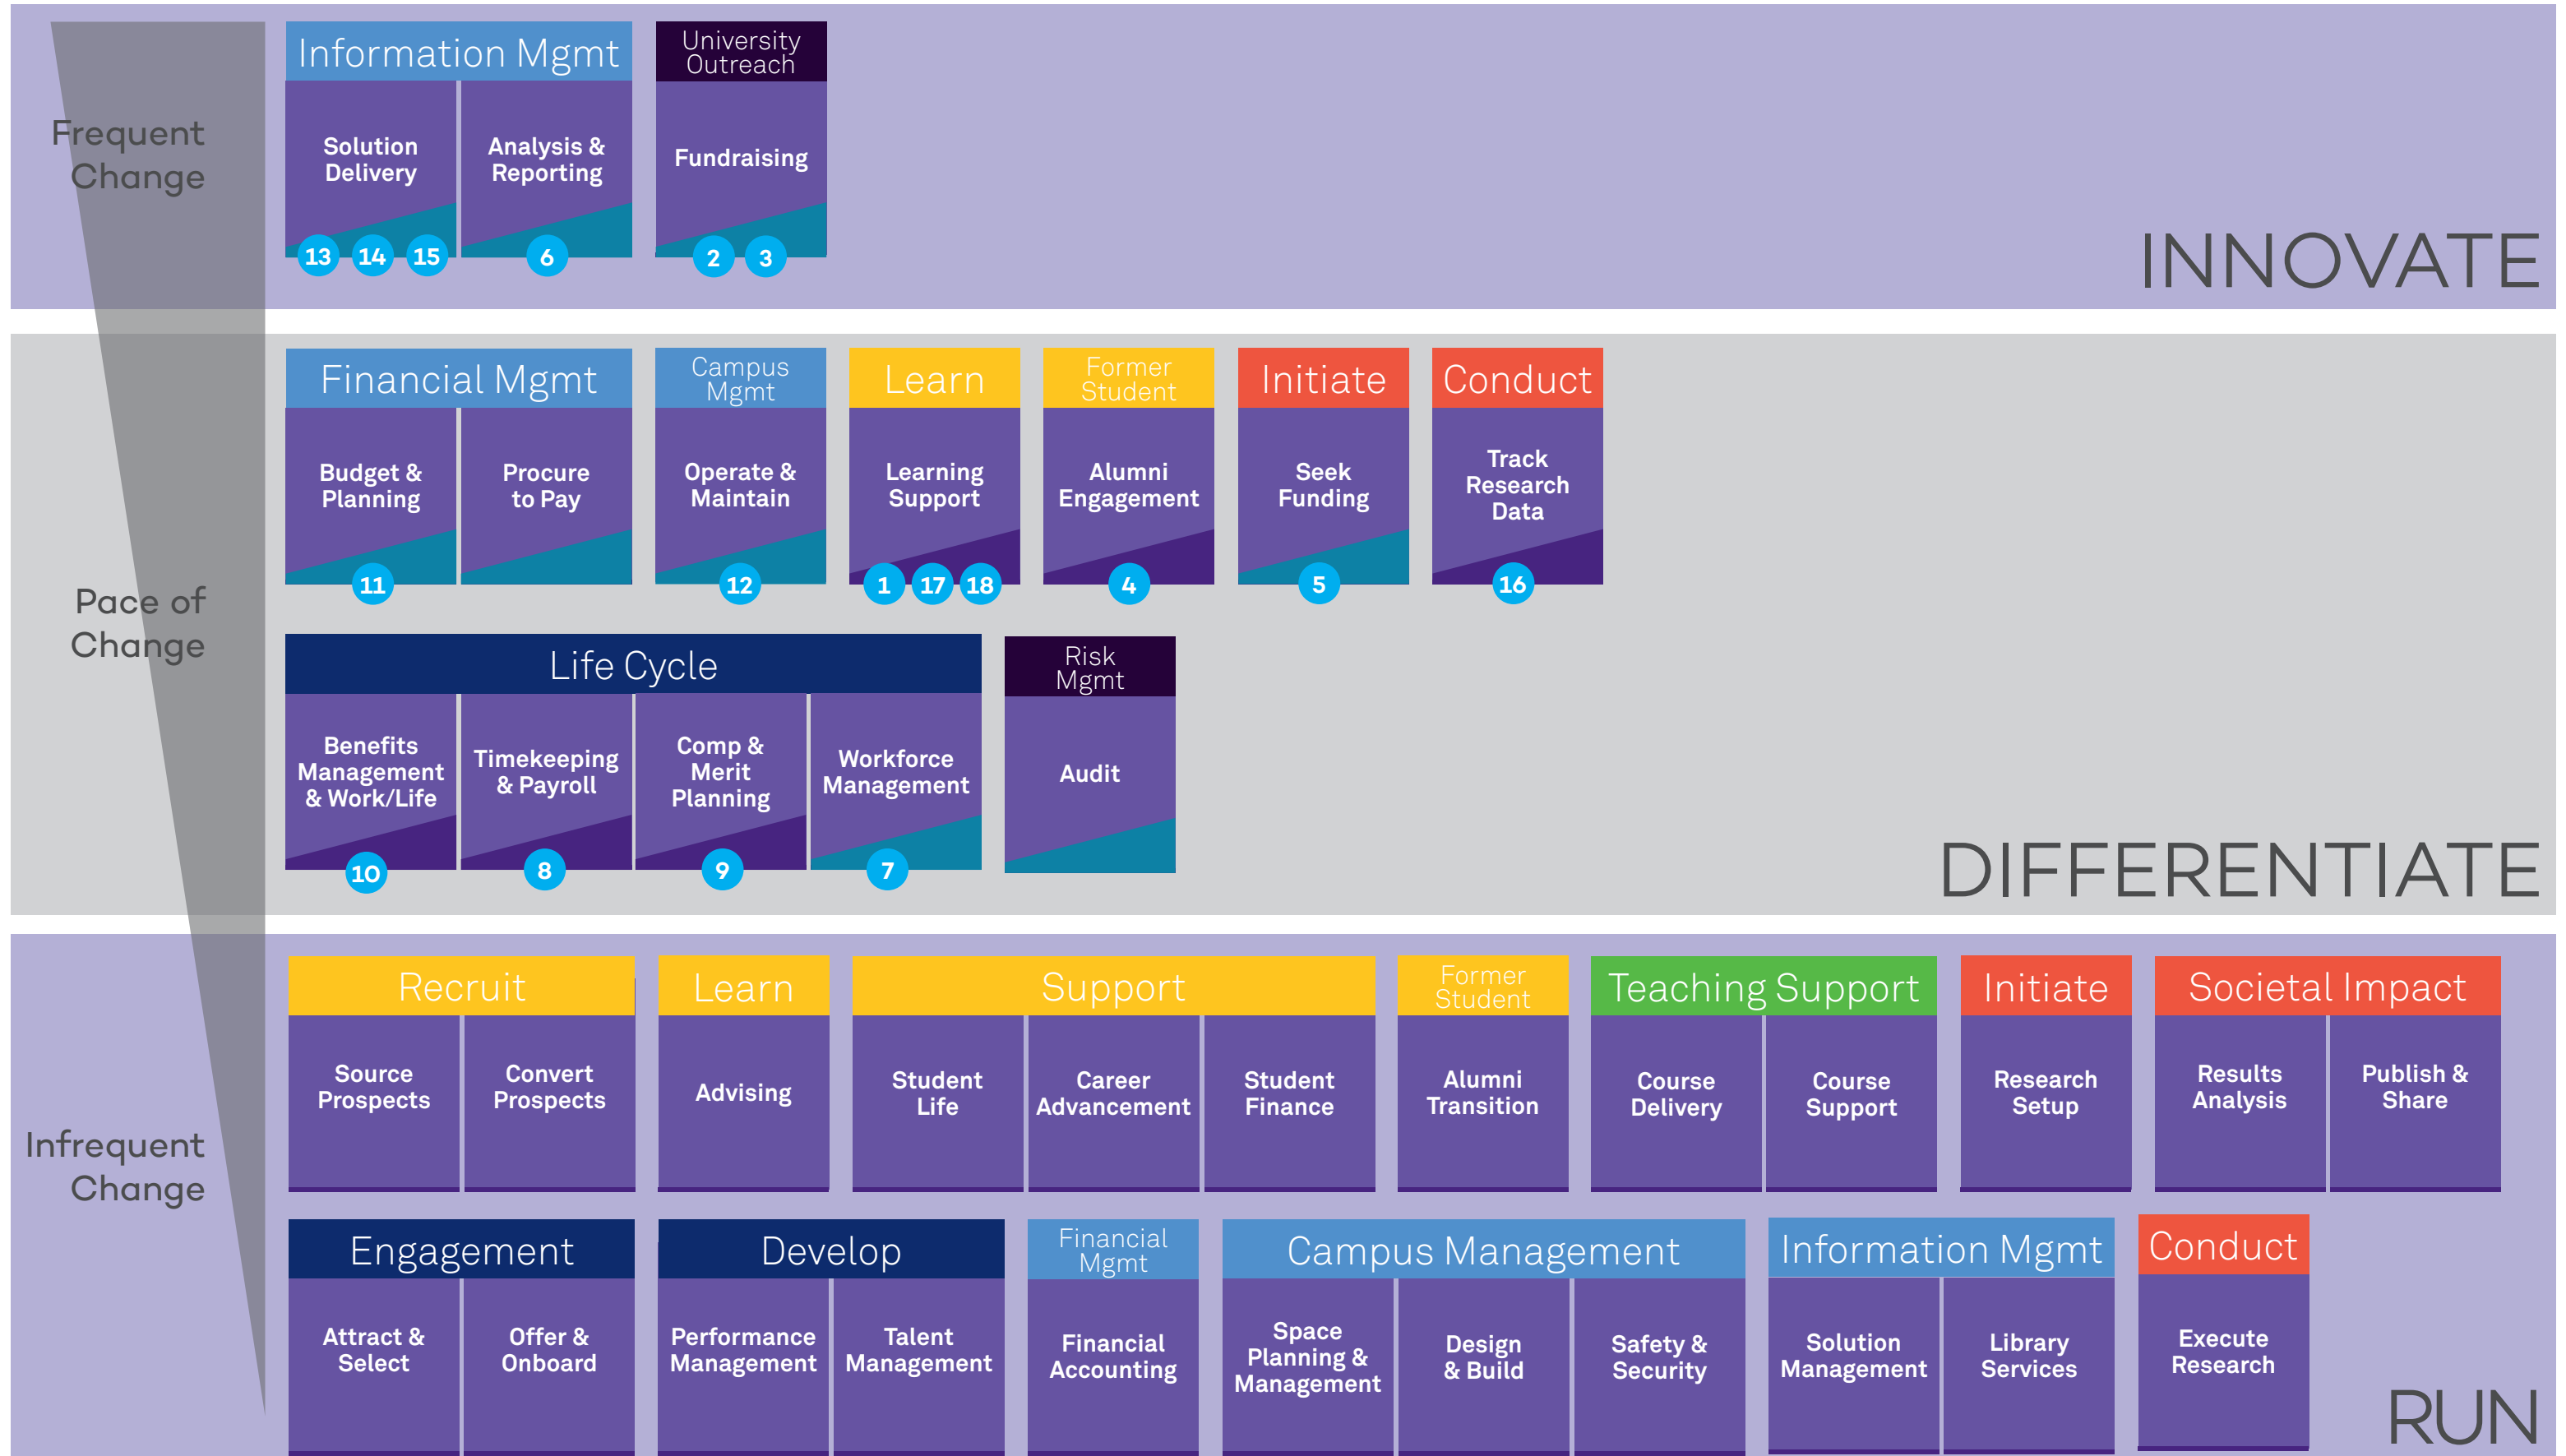 Frequent
Change
Information Mgmt
Solution
Delivery
13 14 15
Analysis &
Reporting
6
University
Outreach
Fundraising
2 3
INNOVATE
Pace of
Change
Financial Mgmt
Budget &
Planning
11
Procure
to Pay
Campus
Mgmt
Operate &
Maintain
12
Learn
Learning
Support
1 17 18
Former
Student
Alumni
Engagement
4
Initiate
Seek
Funding
5
Conduct
Track
Research
Data
16
Life Cycle
Benefits
Management
& Work/Life
10
Timekeeping
& Payroll
8
Comp &
Merit
Planning
9
Workforce
Management
7
Risk
Mgmt
Audit
DIFFERENTIATE
Infrequent
Change
Recruit
Source
Prospects
Convert
Prospects
Learn
Advising
Support
Student
Life
Career
Advancement
Student
Finance
Former
Student
Alumni
Transition
Teaching Support
Course
Delivery
Course
Support
Initiate
Research
Setup
Societal Impact
Results
Analysis
Publish &
Share
Engagement
Attract &
Select
Offer &
Onboard
Develop
Performance
Management
Talent
Management
Financial
Mgmt
Financial
Accounting
Campus Management
Space
Planning &
Management
Design
& Build
Safety &
Security
Information Mgmt
Solution
Management
Library
Services
Conduct
Execute
Research
RUN